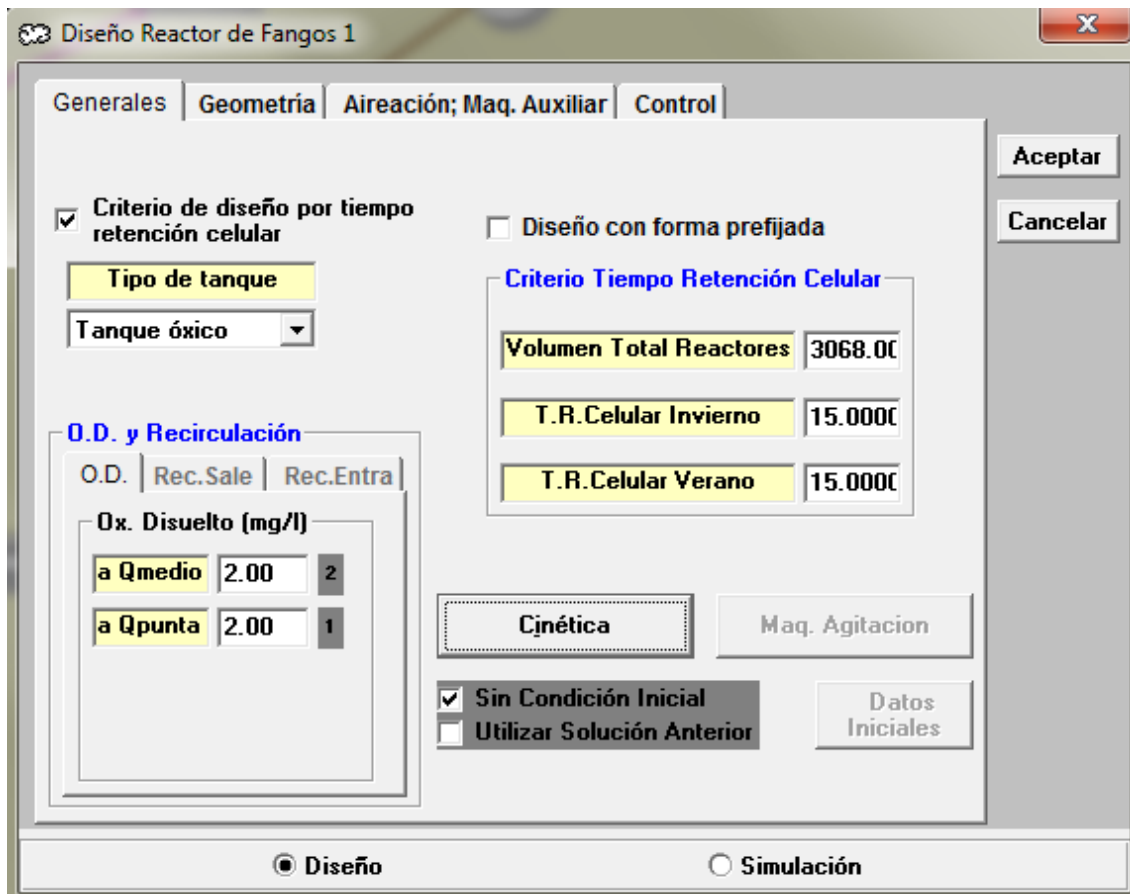 Diseño Reactor de Fangos 1
Generales
Geometría
Aireación; Maq. Auxiliar
Control
Aceptar
Cancelar
Criterio de diseño por tiempo
retención celular
Tipo de tanque
Tanque óxico
Diseño con forma prefijada
Criterio Tiempo Retención Celular
Volumen Total Reactores 3068.00
T.R.Celular Invierno 15.0000
T.R.Celular Verano 15.0000
O.D. y Recirculación
O.D.
Rec.Sale
Rec.Entra
Ox. Disuelto (mg/l)
a Qmedio 2.00 2
a Qpunta 2.00 1
Cinética
Maq. Agitacion
Sin Condición Inicial
Utilizar Solución Anterior
Datos
Iniciales
Diseño
Simulación